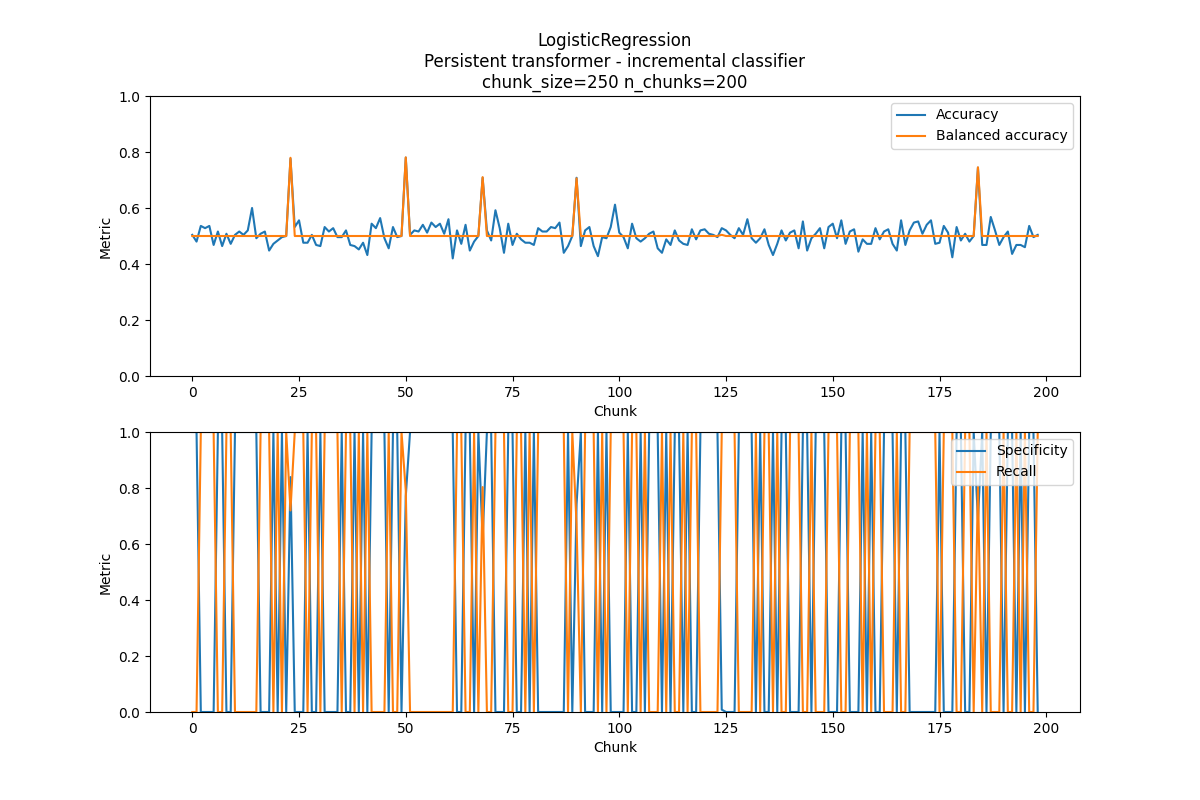 LogisticRegression
Persistent transformer - incremental classifier
chunk_size=250 n_chunks=200
1.0
0.8
0.6
0.4
0.2
0.0
Metric
Accuracy
Balanced accuracy
0 25 50 75 100 125 150 175 200
Chunk
1.0
0.8
0.6
0.4
0.2
0.0
Metric
Specificity
Recall
0 25 50 75 100 125 150 175 200
Chunk